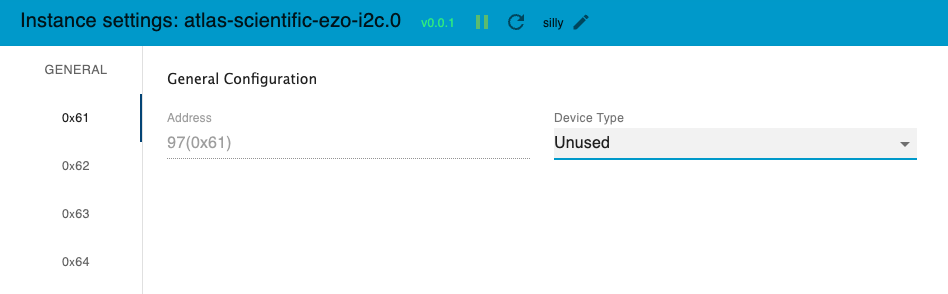 Instance settings: atlas-scientific-ezo-i2c.0 v0.0.1 silly
GENERAL
0x61
0x62
0x63
0x64
General Configuration
Address
97(0x61)
Device Type
Unused